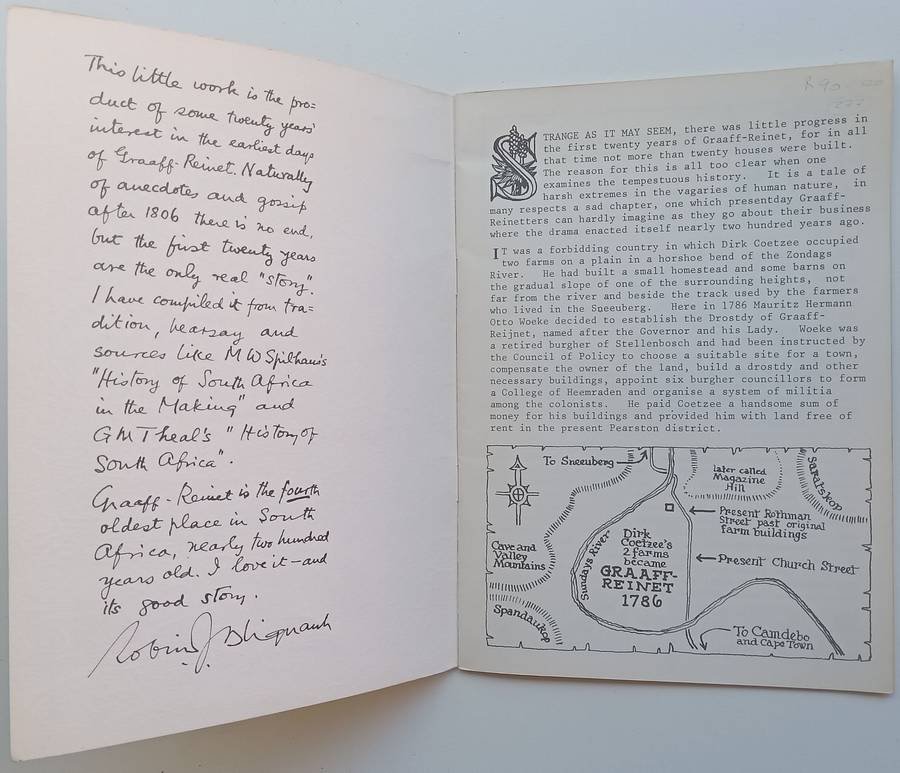 This little work is the pro=
duct of some twenty years'
interest in the earliest days
of Graaff-Reinet. Naturally
of anecdotes and gossip
after 1806 there is no end,
but the first twenty years
are the only real "story".
I have compiled it from tra=
dition, hearsay and
sources like M W Spilhaus's
"History of South Africa
in the Making" and
G M Theal's "History of
South Africa".
Graaff-Reinet is the fourth
oldest place in South
Africa, nearly two hundred
years old. I love it - and
its good story.
Robin J. Blignaut
R90
STRANGE AS IT MAY SEEM, there was little progress in
the first twenty years of Graaff-Reinet, for in all
that time not more than twenty houses were built.
The reason for this is all too clear when one
examines the tempestuous history. It is a tale of
harsh extremes in the vagaries of human nature, in
many respects a sad chapter, one which presentday Graaff-
Reinetters can hardly imagine as they go about their business
where the drama enacted itself nearly two hundred years ago.
IT was a forbidding country in which Dirk Coetzee occupied
two farms on a plain in a horshoe bend of the Zondags
River. He had built a small homestead and some barns on
the gradual slope of one of the surrounding heights, not
far from the river and beside the track used by the farmers
who lived in the Sneeuberg. Here in 1786 Mauritz Hermann
Otto Woeke decided to establish the Drostdy of Graaff-
Reijnet, named after the Governor and his Lady. Woeke was
a retired burgher of Stellenbosch and had been instructed by
the Council of Policy to choose a suitable site for a town,
compensate the owner of the land, build a drostdy and other
necessary buildings, appoint six burgher councillors to form
a College of Heemraden and organise a system of militia
among the colonists. He paid Coetzee a handsome sum of
money for his buildings and provided him with land free of
rent in the present Pearston district.
To Sneeuberg
later called
Magazine
Hill
Saraiskop
Present Rothman
Street past original
farm buildings
Dirk
Coetzee's
2 farms
became
GRAAFF-
REINET
1786
Sundays River
Cave and
Valley
Mountains
Present Church Street
Spandaukop
To Camdebo
and Cape Town